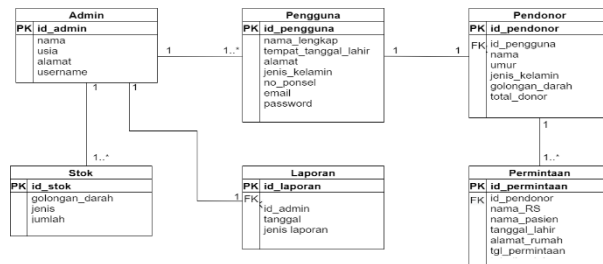 Admin
PK id_admin
nama
usia
alamat
username
1
1..*
Pengguna
PK id_pengguna
nama_lengkap
tempat_tanggal_lahir
alamat
jenis_kelamin
no_ponsel
email
password
1
1
Pendonor
PK id_pendonor
FK id_pengguna
nama
umur
jenis_kelamin
golongan_darah
total_donor
1
1
1..*
1
1
1..*
Stok
PK id_stok
golongan_darah
jenis
jumlah
Laporan
PK id_laporan
FK
id_admin
tanggal
jenis laporan
Permintaan
PK id_permintaan
FK id_pendonor
nama_RS
nama_pasien
tanggal_lahir
alamat_rumah
tgl_permintaan